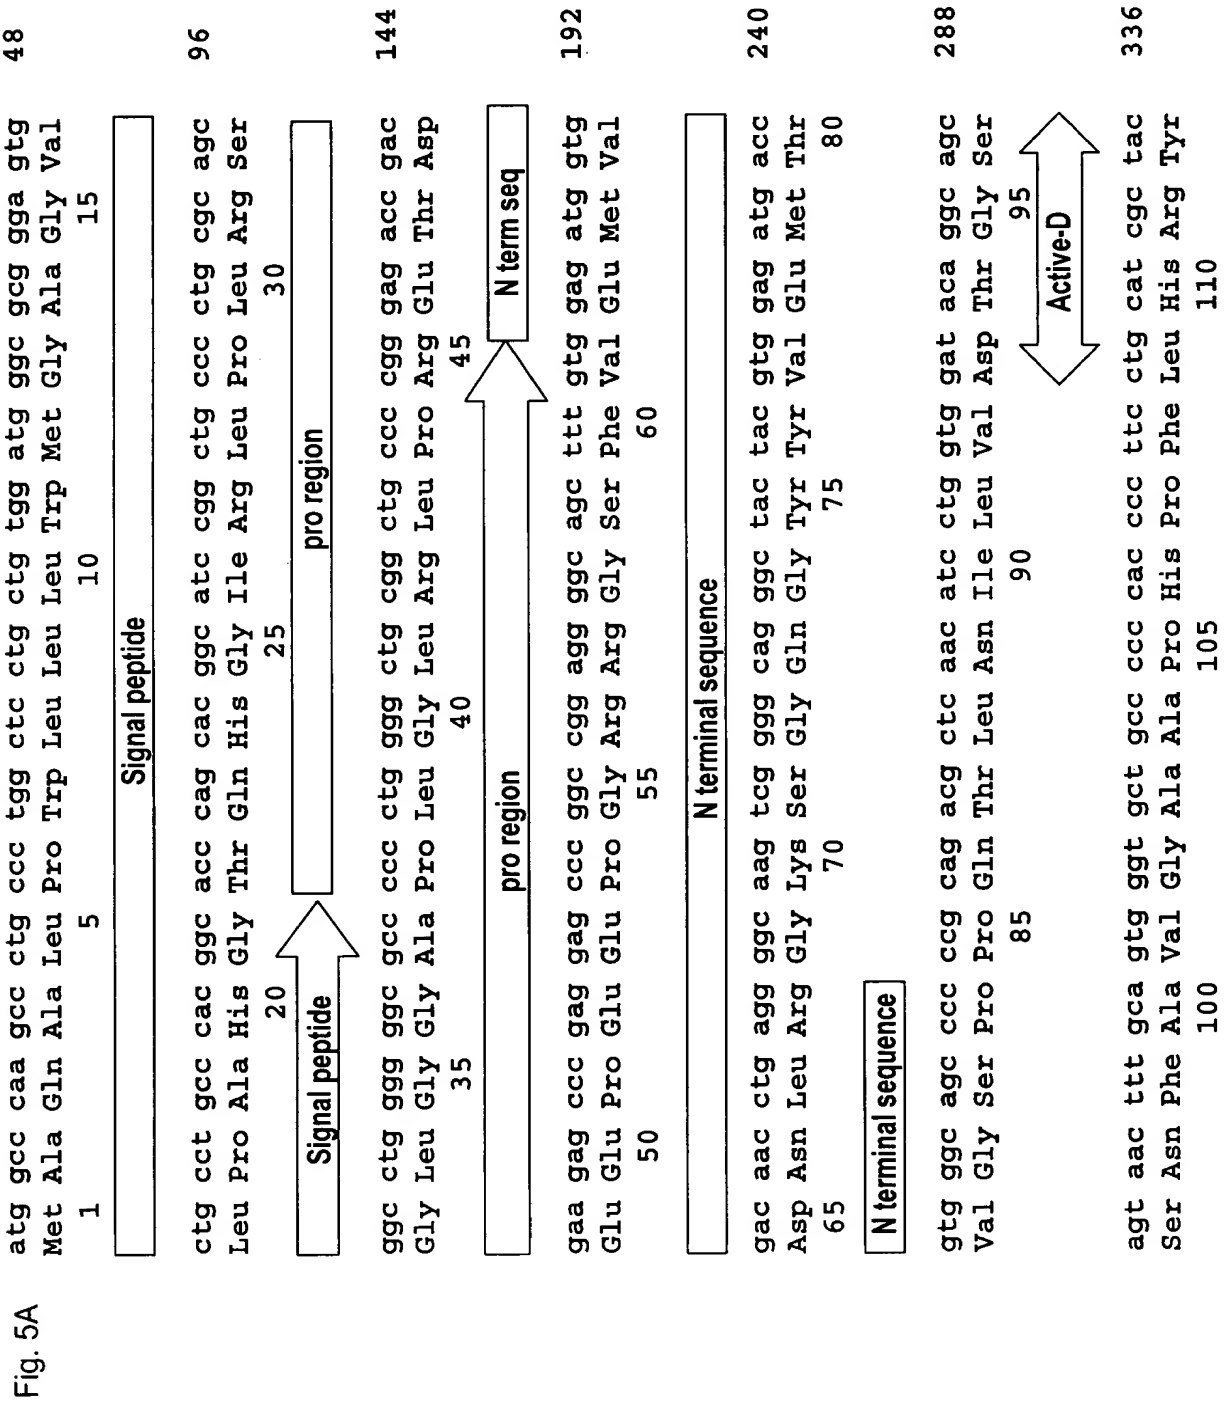 Fig. 5A
atg gcc caa gcc ctg ccc tgg ctc ctg ctg tgg atg ggc gcg gga gtg 48
Met Ala Gln Ala Leu Pro Trp Leu Leu Leu Trp Met Gly Ala Gly Val
1 5 10 15
Signal peptide
ctg cct gcc cac ggc acc cag cac ggc atc cgg ctg ccc ctg cgc agc 96
Leu Pro Ala His Gly Thr Gln His Gly Ile Arg Leu Pro Leu Arg Ser
20 25 30
Signal peptide pro region
ggc ctg ggg ggc gcc ccc ctg ggg ctg cgg ctg ccc cgg gag acc gac 144
Gly Leu Gly Gly Ala Pro Leu Gly Leu Arg Leu Pro Arg Glu Thr Asp
35 40 45
pro region N term seq
gaa gag ccc gag gag ccc ggc cgg agg ggc agc ttt gtg gag atg gtg 192
Glu Glu Pro Glu Glu Pro Gly Arg Arg Gly Ser Phe Val Glu Met Val
50 55 60
N terminal sequence
gac aac ctg agg ggc aag tcg ggg cag ggc tac tac gtg gag atg acc 240
Asp Asn Leu Arg Gly Lys Ser Gly Gln Gly Tyr Tyr Val Glu Met Thr
65 70 75 80
N terminal sequence
gtg ggc agc ccc ccg cag acg ctc aac atc ctg gtg gat aca ggc agc 288
Val Gly Ser Pro Pro Gln Thr Leu Asn Ile Leu Val Asp Thr Gly Ser
85 90 95
Active-D
agt aac ttt gca gtg ggt gct gcc ccc cac ccc ttc ctg cat cgc tac 336
Ser Asn Phe Ala Val Gly Ala Ala Pro His Pro Phe Leu His Arg Tyr
100 105 110